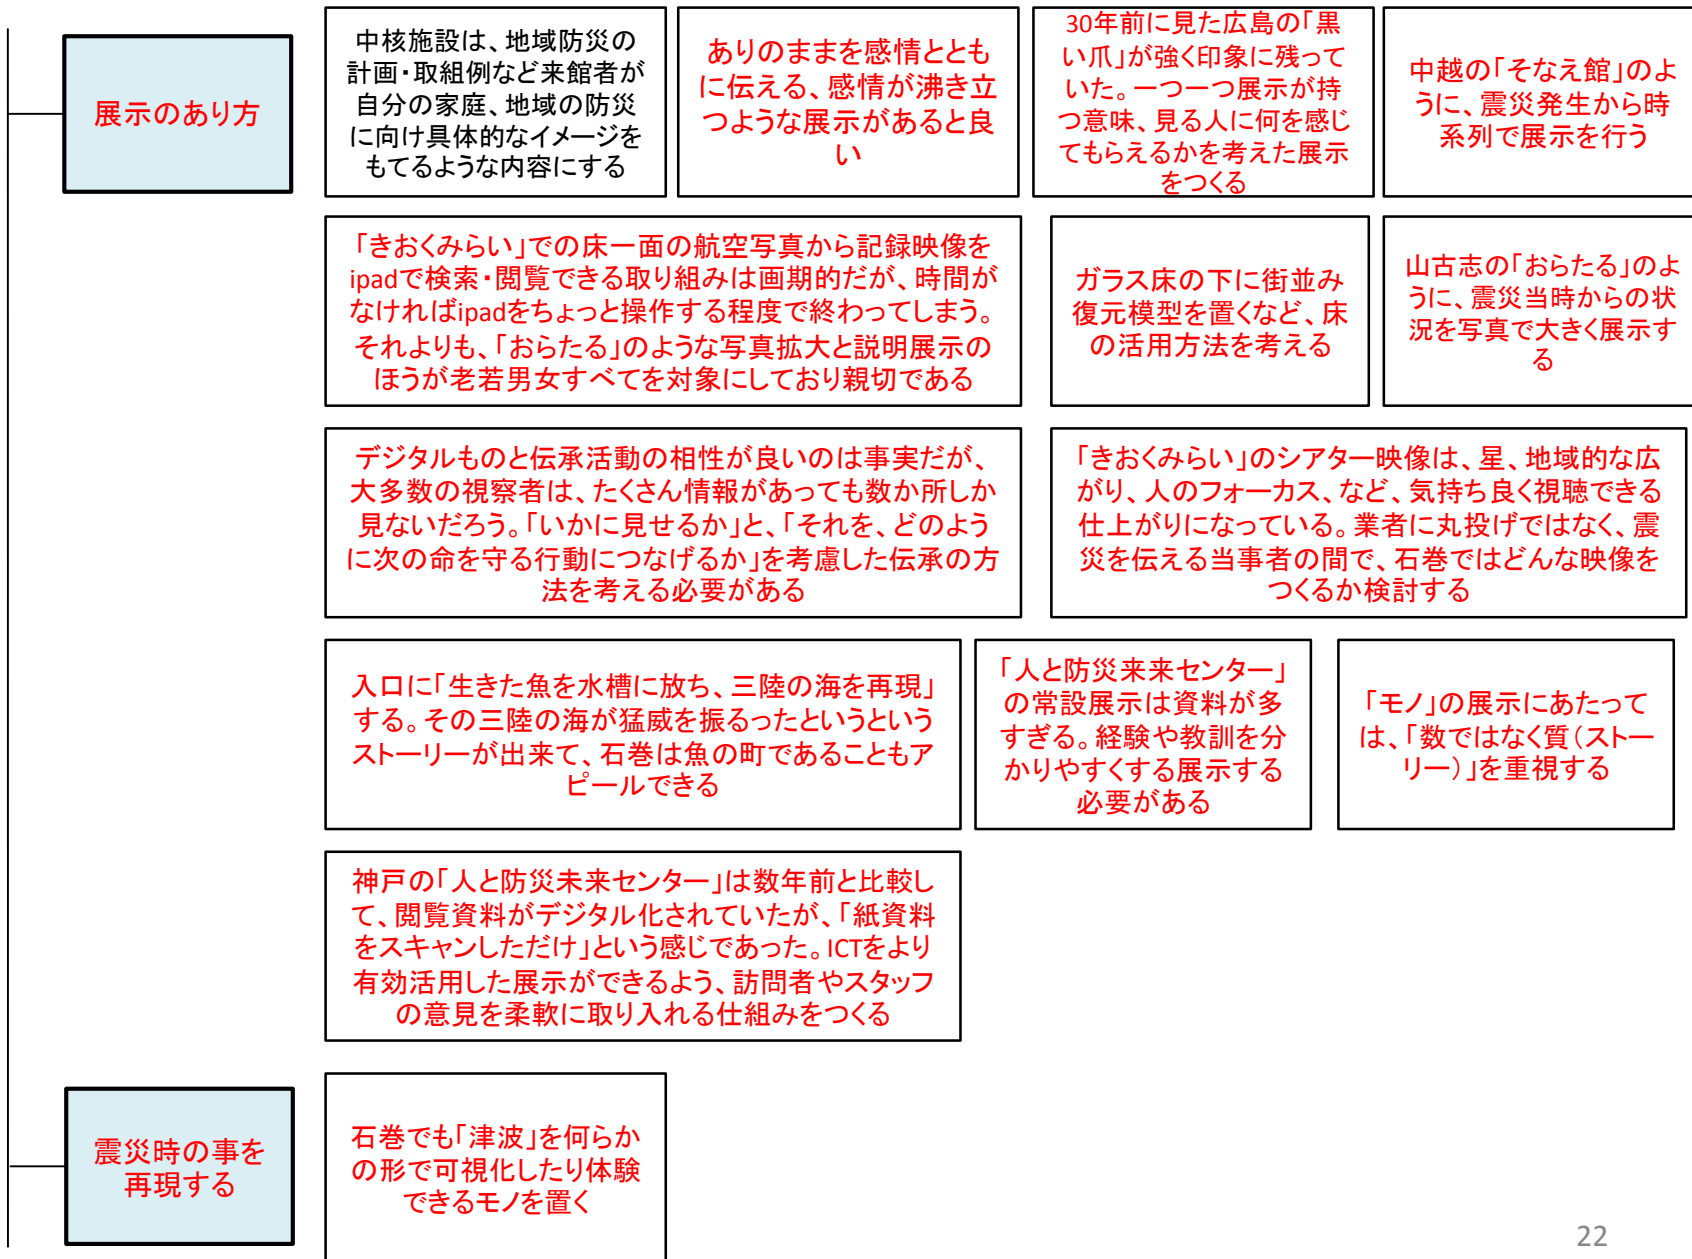 展示のあり方
中核施設は、地域防災の
計画・取組例など来館者が
自分の家庭、地域の防災
に向け具体的なイメージを
もてるような内容にする
ありのままを感情ととも
に伝える、感情が沸き立
つような展示があると良
い
30年前に見た広島の「黒
い爪」が強く印象に残って
いた。一つ一つ展示が持
つ意味、見る人に何を感じ
てもらえるかを考えた展示
をつくる
中越の「そなえ館」のよ
うに、震災発生から時
系列で展示を行う
「きおくみらい」での床一面の航空写真から記録映像を
ipadで検索・閲覧できる取り組みは画期的だが、時間が
なければipadをちょっと操作する程度で終わってしまう。
それよりも、「おらたる」のような写真拡大と説明展示の
ほうが老若男女すべてを対象にしており親切である
ガラス床の下に街並み
復元模型を置くなど、床
の活用方法を考える
山古志の「おらたる」のよ
うに、震災当時からの状
況を写真で大きく展示す
る
デジタルものと伝承活動の相性が良いのは事実だが、
大多数の視察者は、たくさん情報があっても数か所しか
見ないだろう。「いかに見せるか」と、「それを、どのよう
に次の命を守る行動につなげるか」を考慮した伝承の方
法を考える必要がある
「きおくみらい」のシアター映像は、星、地域的な広
がり、人のフォーカス、など、気持ち良く視聴できる
仕上がりになっている。業者に丸投げではなく、震
災を伝える当事者の間で、石巻ではどんな映像を
つくるか検討する
入口に「生きた魚を水槽に放ち、三陸の海を再現」
する。その三陸の海が猛威を振るったというという
ストーリーが出来て、石巻は魚の町であることもア
ピールできる
「人と防災来来センター」
の常設展示は資料が多
すぎる。経験や教訓を分
かりやすくする展示する
必要がある
「モノ」の展示にあたって
は、「数ではなく質（ストー
リー）」を重視する
神戸の「人と防災未来センター」は数年前と比較し
て、閲覧資料がデジタル化されていたが、「紙資料
をスキャンしただけ」という感じであった。ICTをより
有効活用した展示ができるよう、訪問者やスタッフ
の意見を柔軟に取り入れる仕組みをつくる
震災時の事を
再現する
石巻でも「津波」を何らか
の形で可視化したり体験
できるモノを置く
22